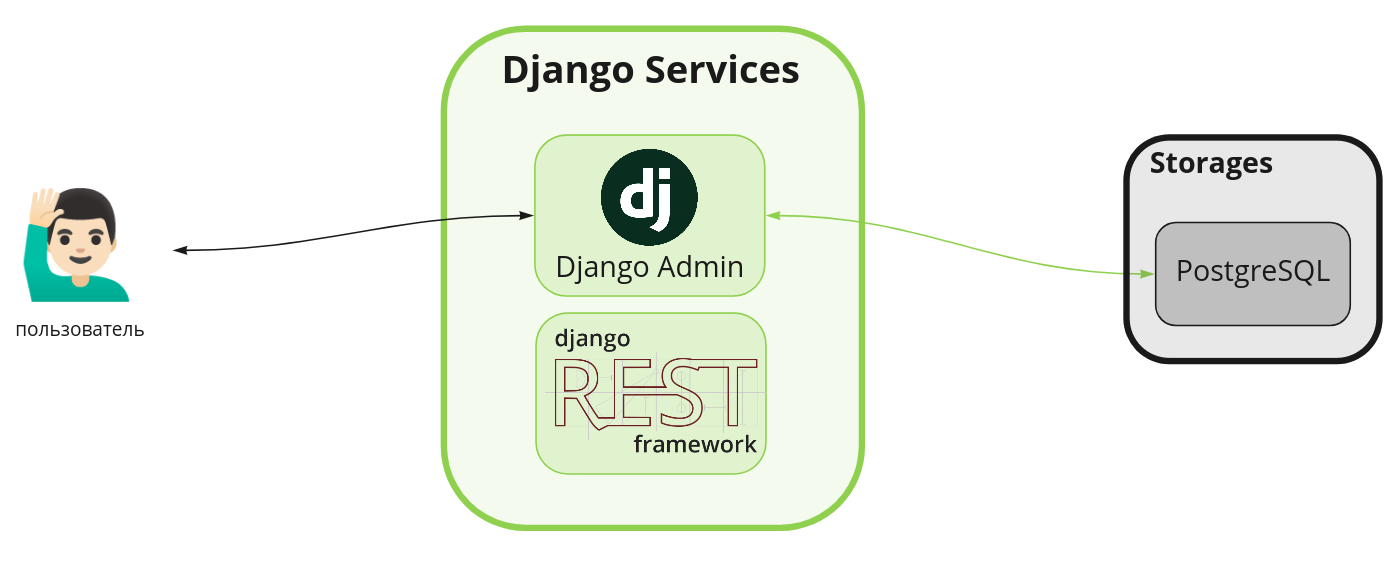 Django Services
Storages
dj
Django Admin
PostgreSQL
пользователь
django
REST
framework